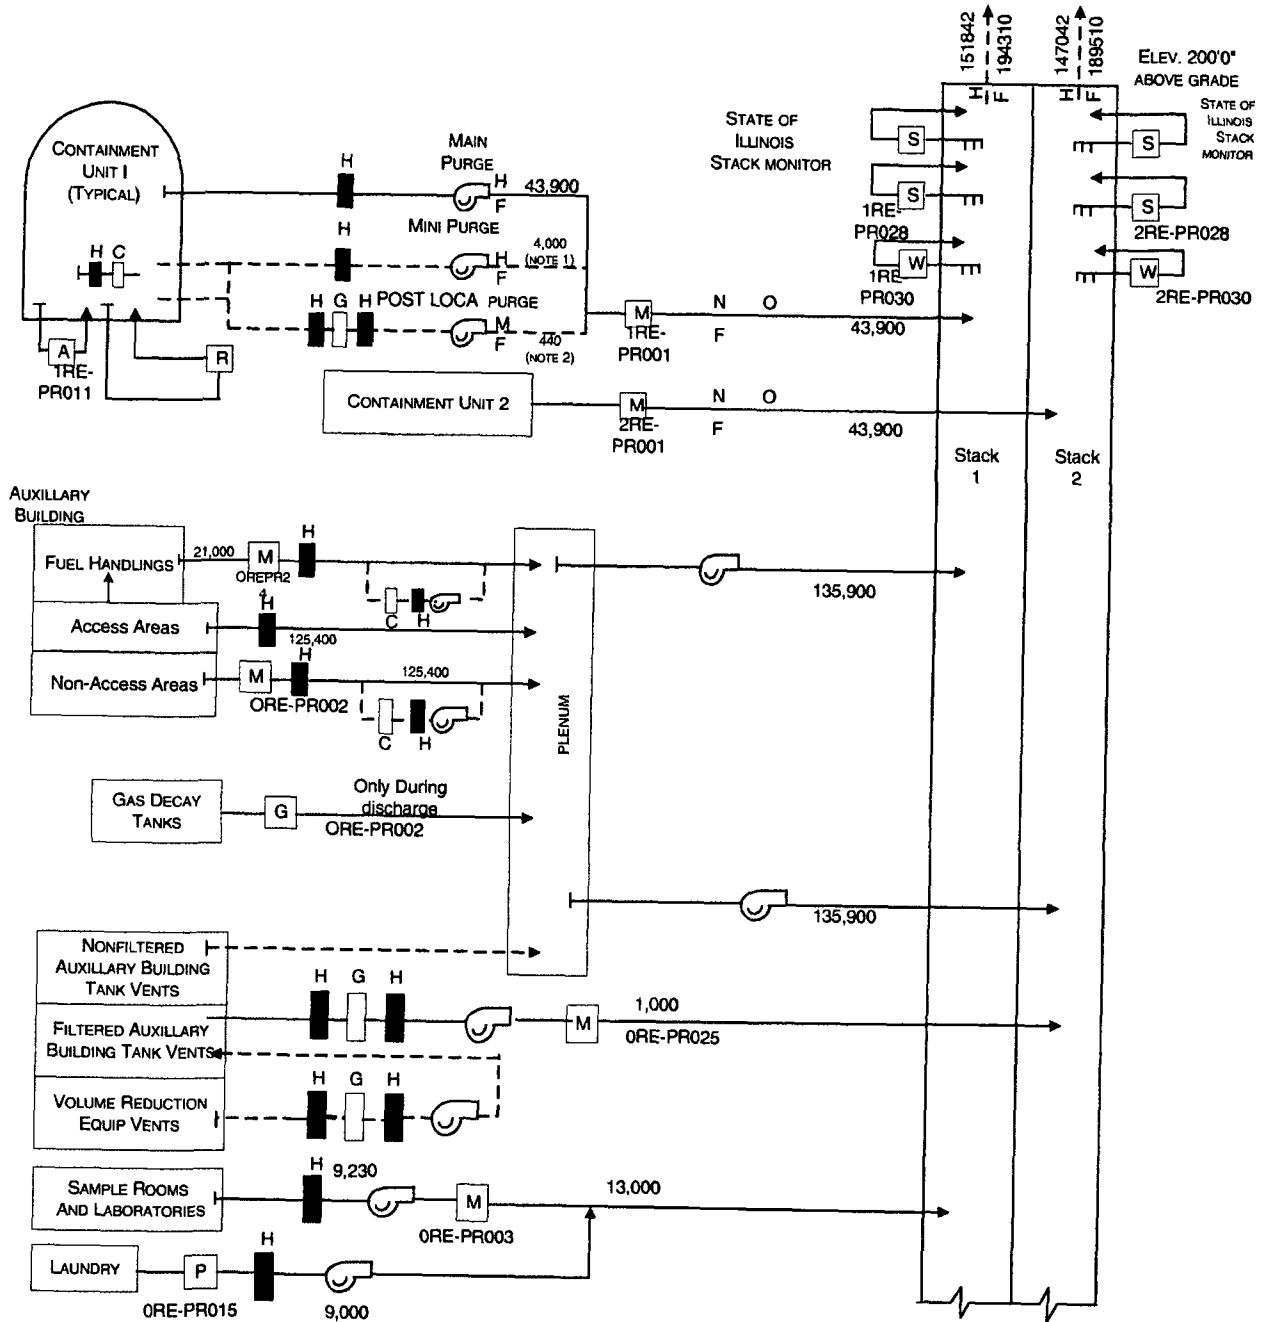 151842
194310
H
F
147042
189510
H
F
ELEV. 200'0"
ABOVE GRADE
STATE OF
ILLINOIS
STACK
MONITOR
STATE OF
ILLINOIS
STACK MONITOR
S
S
1RE-
PR028
W
1RE-
PR030
S
S
2RE-PR028
W
2RE-PR030
CONTAINMENT
UNIT I
(TYPICAL)
H
C
A
1RE-
PR011
R
H
MAIN
PURGE
H
F
43,900
H
MINI PURGE
H
F
4,000
(NOTE 1)
H G H
POST LOCA PURGE
M
F
440
(NOTE 2)
M
1RE-
PR001
N O
F
43,900
CONTAINMENT UNIT 2
M
2RE-
PR001
N O
F
43,900
Stack
1
Stack
2
AUXILLARY
BUILDING
FUEL HANDLINGS
21,000
M
OREPR2
4
H
C H
Access Areas
H
125,400
Non-Access Areas
M
ORE-PR002
H
125,400
C H
PLENUM
135,900
GAS DECAY
TANKS
G
Only During
discharge
ORE-PR002
135,900
NONFILTERED
AUXILLARY BUILDING
TANK VENTS
FILTERED AUXILLARY
BUILDING TANK VENTS
H G H
M
1,000
0RE-PR025
VOLUME REDUCTION
EQUIP VENTS
H G H
SAMPLE ROOMS
AND LABORATORIES
H
9,230
M
0RE-PR003
13,000
LAUNDRY
P
0RE-PR015
H
9,000